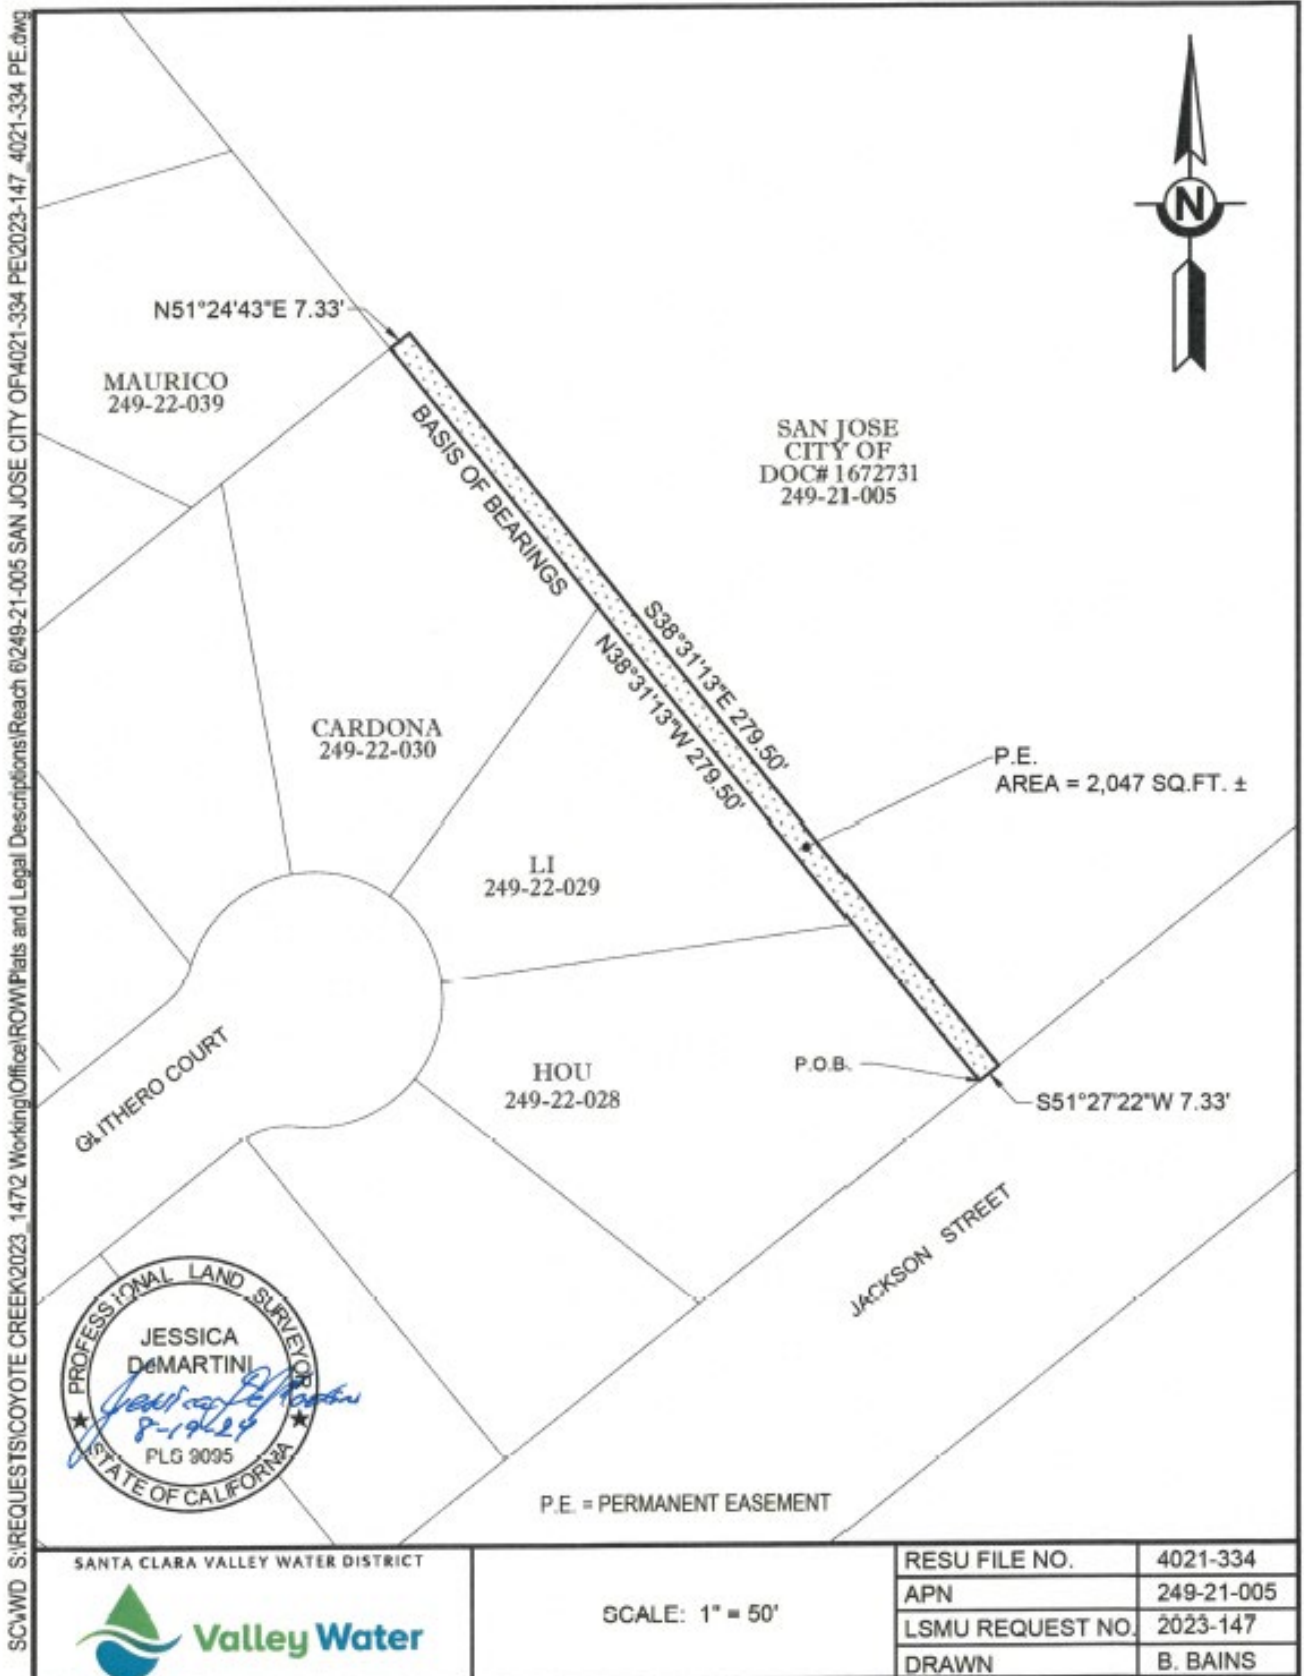 SCVWD S:\REQUESTS\COYOTE CREEK\2023_147\2 Working\Office\ROW\Plats and Legal Descriptions\Reach 6\249-21-005 SAN JOSE CITY OF\4021-334 PE\2023-147_4021-334 PE.dwg
N
N51°24'43"E 7.33'
MAURICO
249-22-039
BASIS OF BEARINGS
SAN JOSE
CITY OF
DOC# 1672731
249-21-005
S38°31'13"E 279.50'
N38°31'13"W 279.50'
CARDONA
249-22-030
P.E.
AREA = 2,047 SQ.FT. ±
LI
249-22-029
GLITHERO COURT
HOU
249-22-028
P.O.B.
S51°27'22"W 7.33'
JACKSON STREET
PROFESSIONAL LAND SURVEYOR
JESSICA
DeMARTINI
Jessica DeMartini
8-19-24
PLS 9095
STATE OF CALIFORNIA
P.E. = PERMANENT EASEMENT
SANTA CLARA VALLEY WATER DISTRICT
Valley Water
SCALE: 1" = 50'
RESU FILE NO. 4021-334
APN 249-21-005
LSMU REQUEST NO. 2023-147
DRAWN B. BAINS